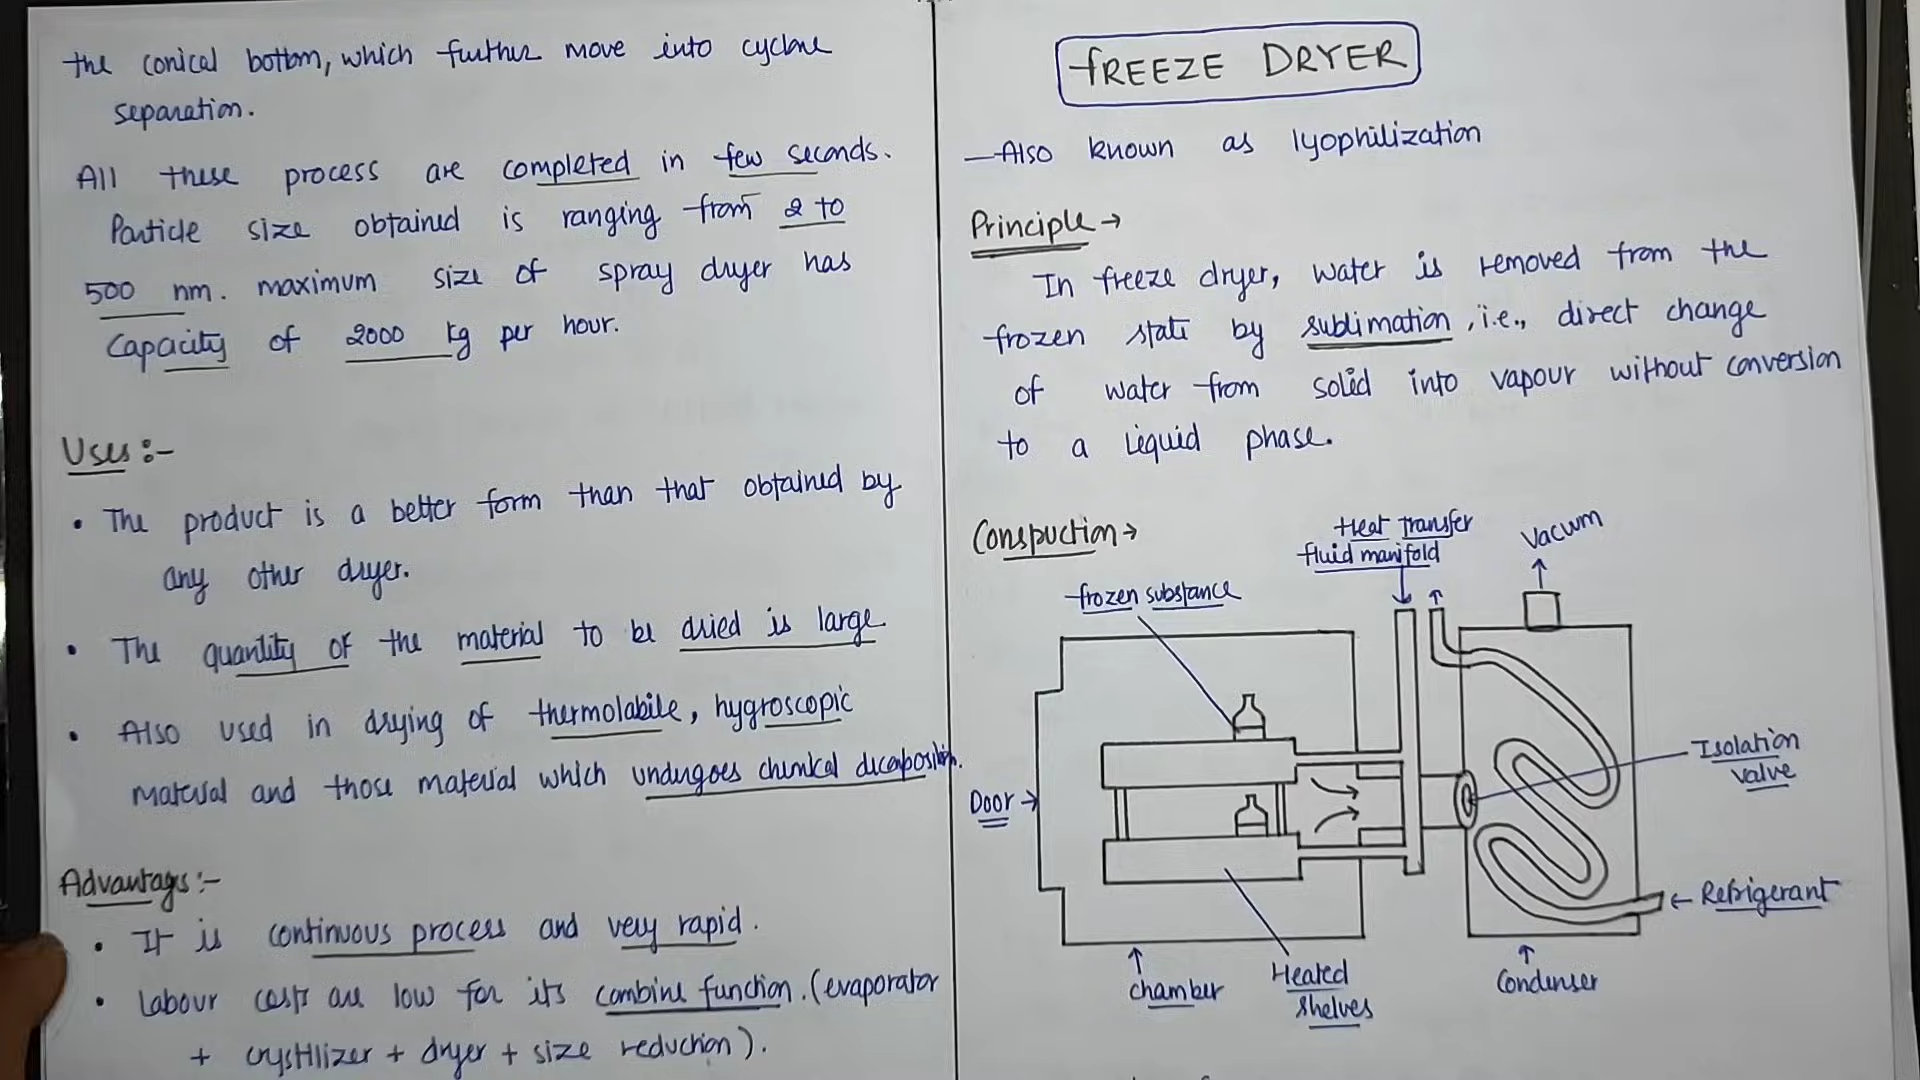 the conical bottom, which further move into cyclone
separation.
All these process are completed in few seconds.
Particle size obtained is ranging from 2 to
500 nm. maximum size of spray dryer has
capacity of 2000 kg per hour.
Uses :-
• The product is a better form than that obtained by
any other dryer.
• The quantity of the material to be dried is large
• Also used in drying of thermolabile, hygroscopic
material and those material which undergoes chemical decomposition.
Advantages :-
• It is continuous process and very rapid.
• Labour costs are low for its combine function. (evaporator
+ crystllizer + dryer + size reduction).
FREEZE DRYER
— Also known as lyophilization
Principle →
In freeze dryer, water is removed from the
frozen state by sublimation, i.e., direct change
of water from solid into vapour without conversion
to a liquid phase.
Conspuction →
Heat transfer
fluid manifold
Vacum
frozen substance
Isolation
valve
Door →
← Refrigerant
chamber
Heated
shelves
Condenser